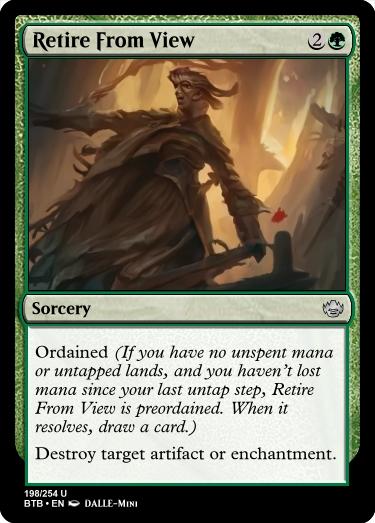 Retire From View 2
Sorcery
Ordained (If you have no unspent mana
or untapped lands, and you haven't lost
mana since your last untap step, Retire
From View is preordained. When it
resolves, draw a card.)
Destroy target artifact or enchantment.
198/254 U
BTB • EN DALLE-Mini